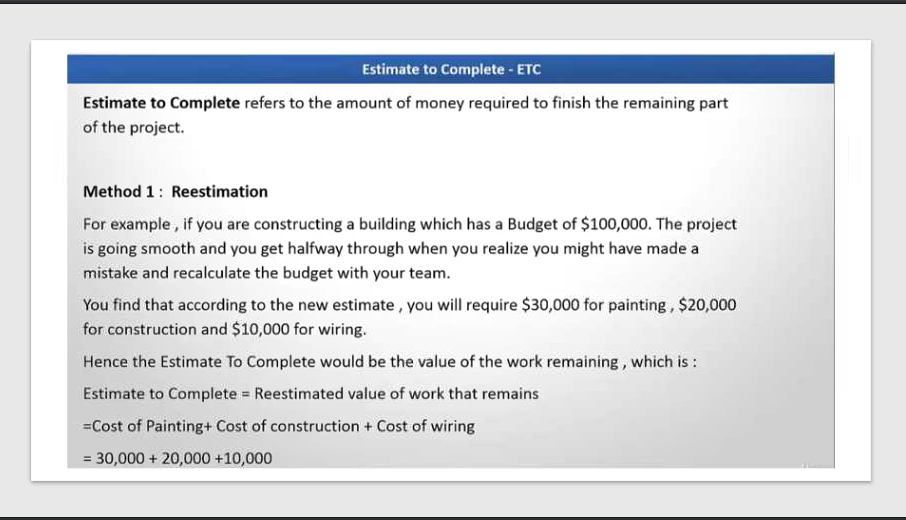 Estimate to Complete - ETC
Estimate to Complete refers to the amount of money required to finish the remaining part
of the project.
Method 1 : Reestimation
For example , if you are constructing a building which has a Budget of $100,000. The project
is going smooth and you get halfway through when you realize you might have made a
mistake and recalculate the budget with your team.
You find that according to the new estimate , you will require $30,000 for painting , $20,000
for construction and $10,000 for wiring.
Hence the Estimate To Complete would be the value of the work remaining , which is :
Estimate to Complete = Reestimated value of work that remains
=Cost of Painting+ Cost of construction + Cost of wiring
= 30,000 + 20,000 +10,000